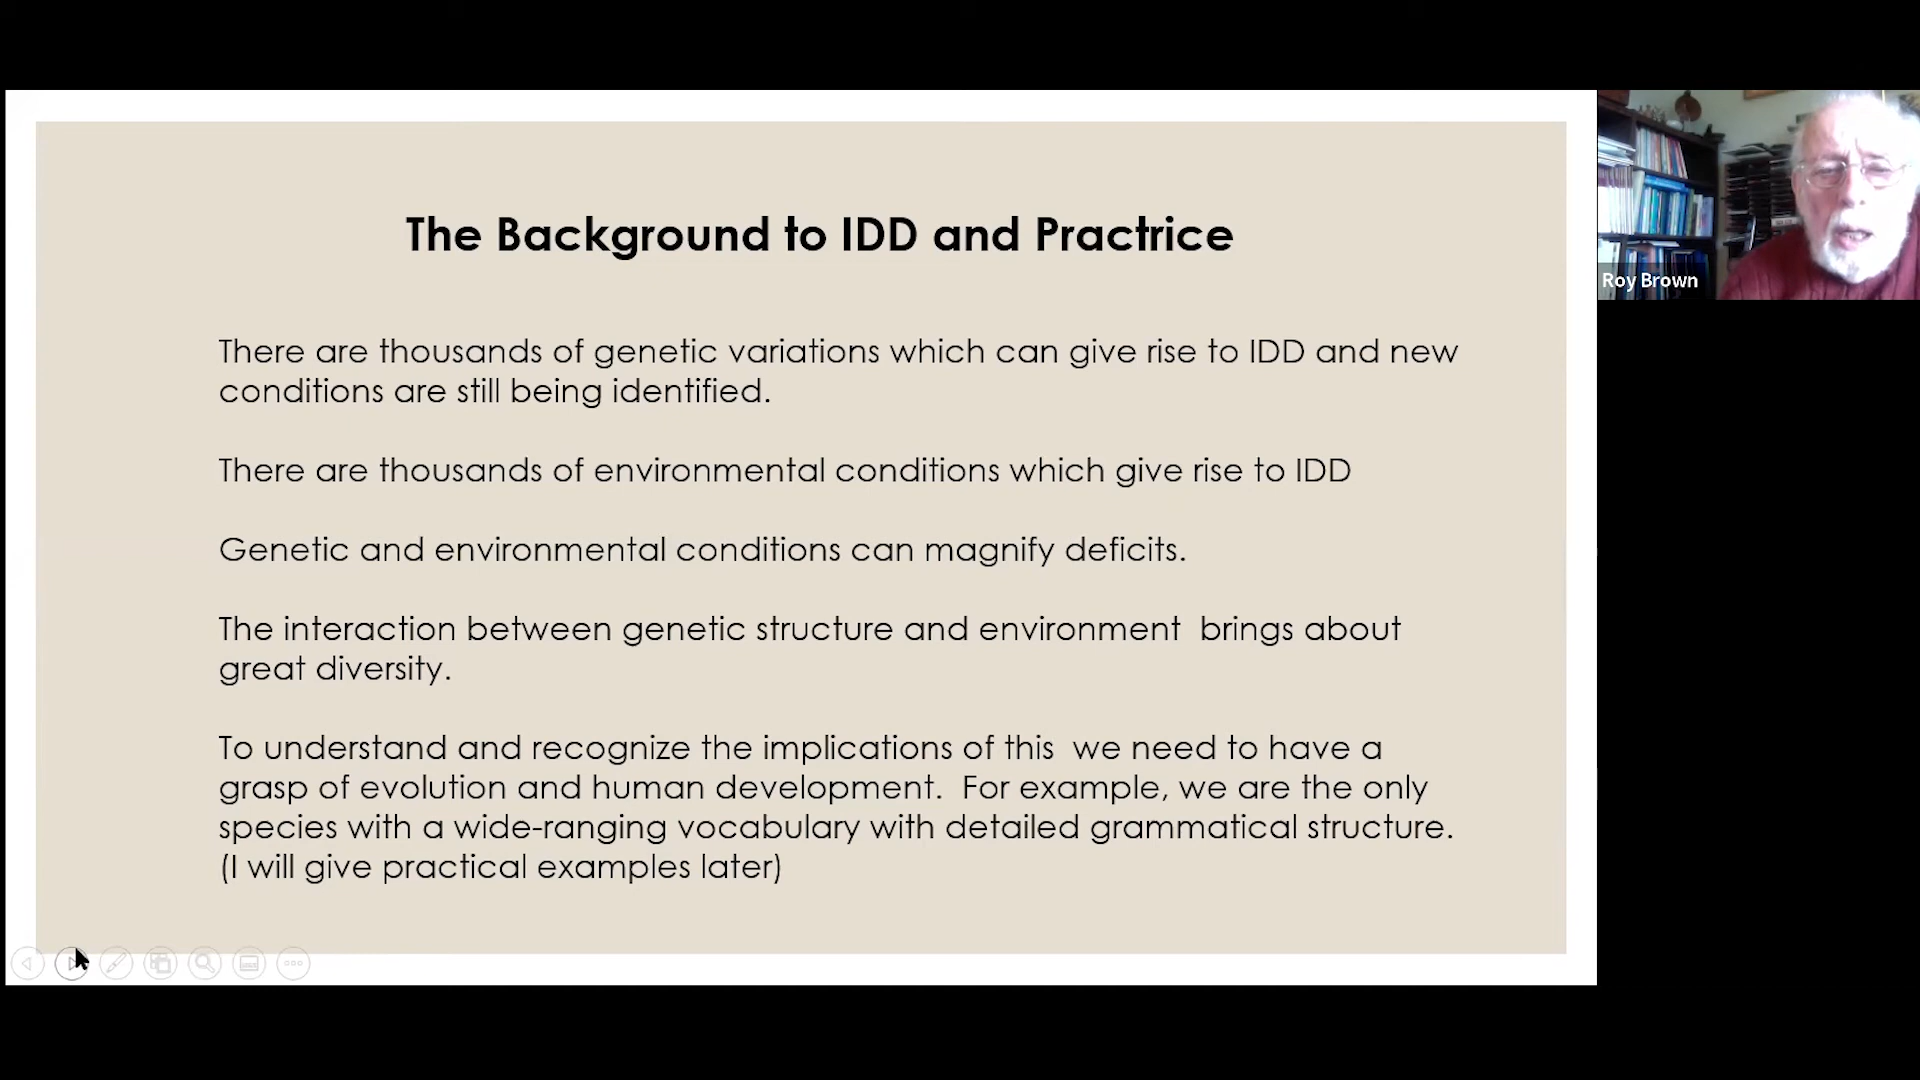 The Background to IDD and Practrice
There are thousands of genetic variations which can give rise to IDD and new
conditions are still being identified.
There are thousands of environmental conditions which give rise to IDD
Genetic and environmental conditions can magnify deficits.
The interaction between genetic structure and environment  brings about
great diversity.
To understand and recognize the implications of this  we need to have a
grasp of evolution and human development.  For example, we are the only
species with a wide-ranging vocabulary with detailed grammatical structure.
(I will give practical examples later)
Roy Brown